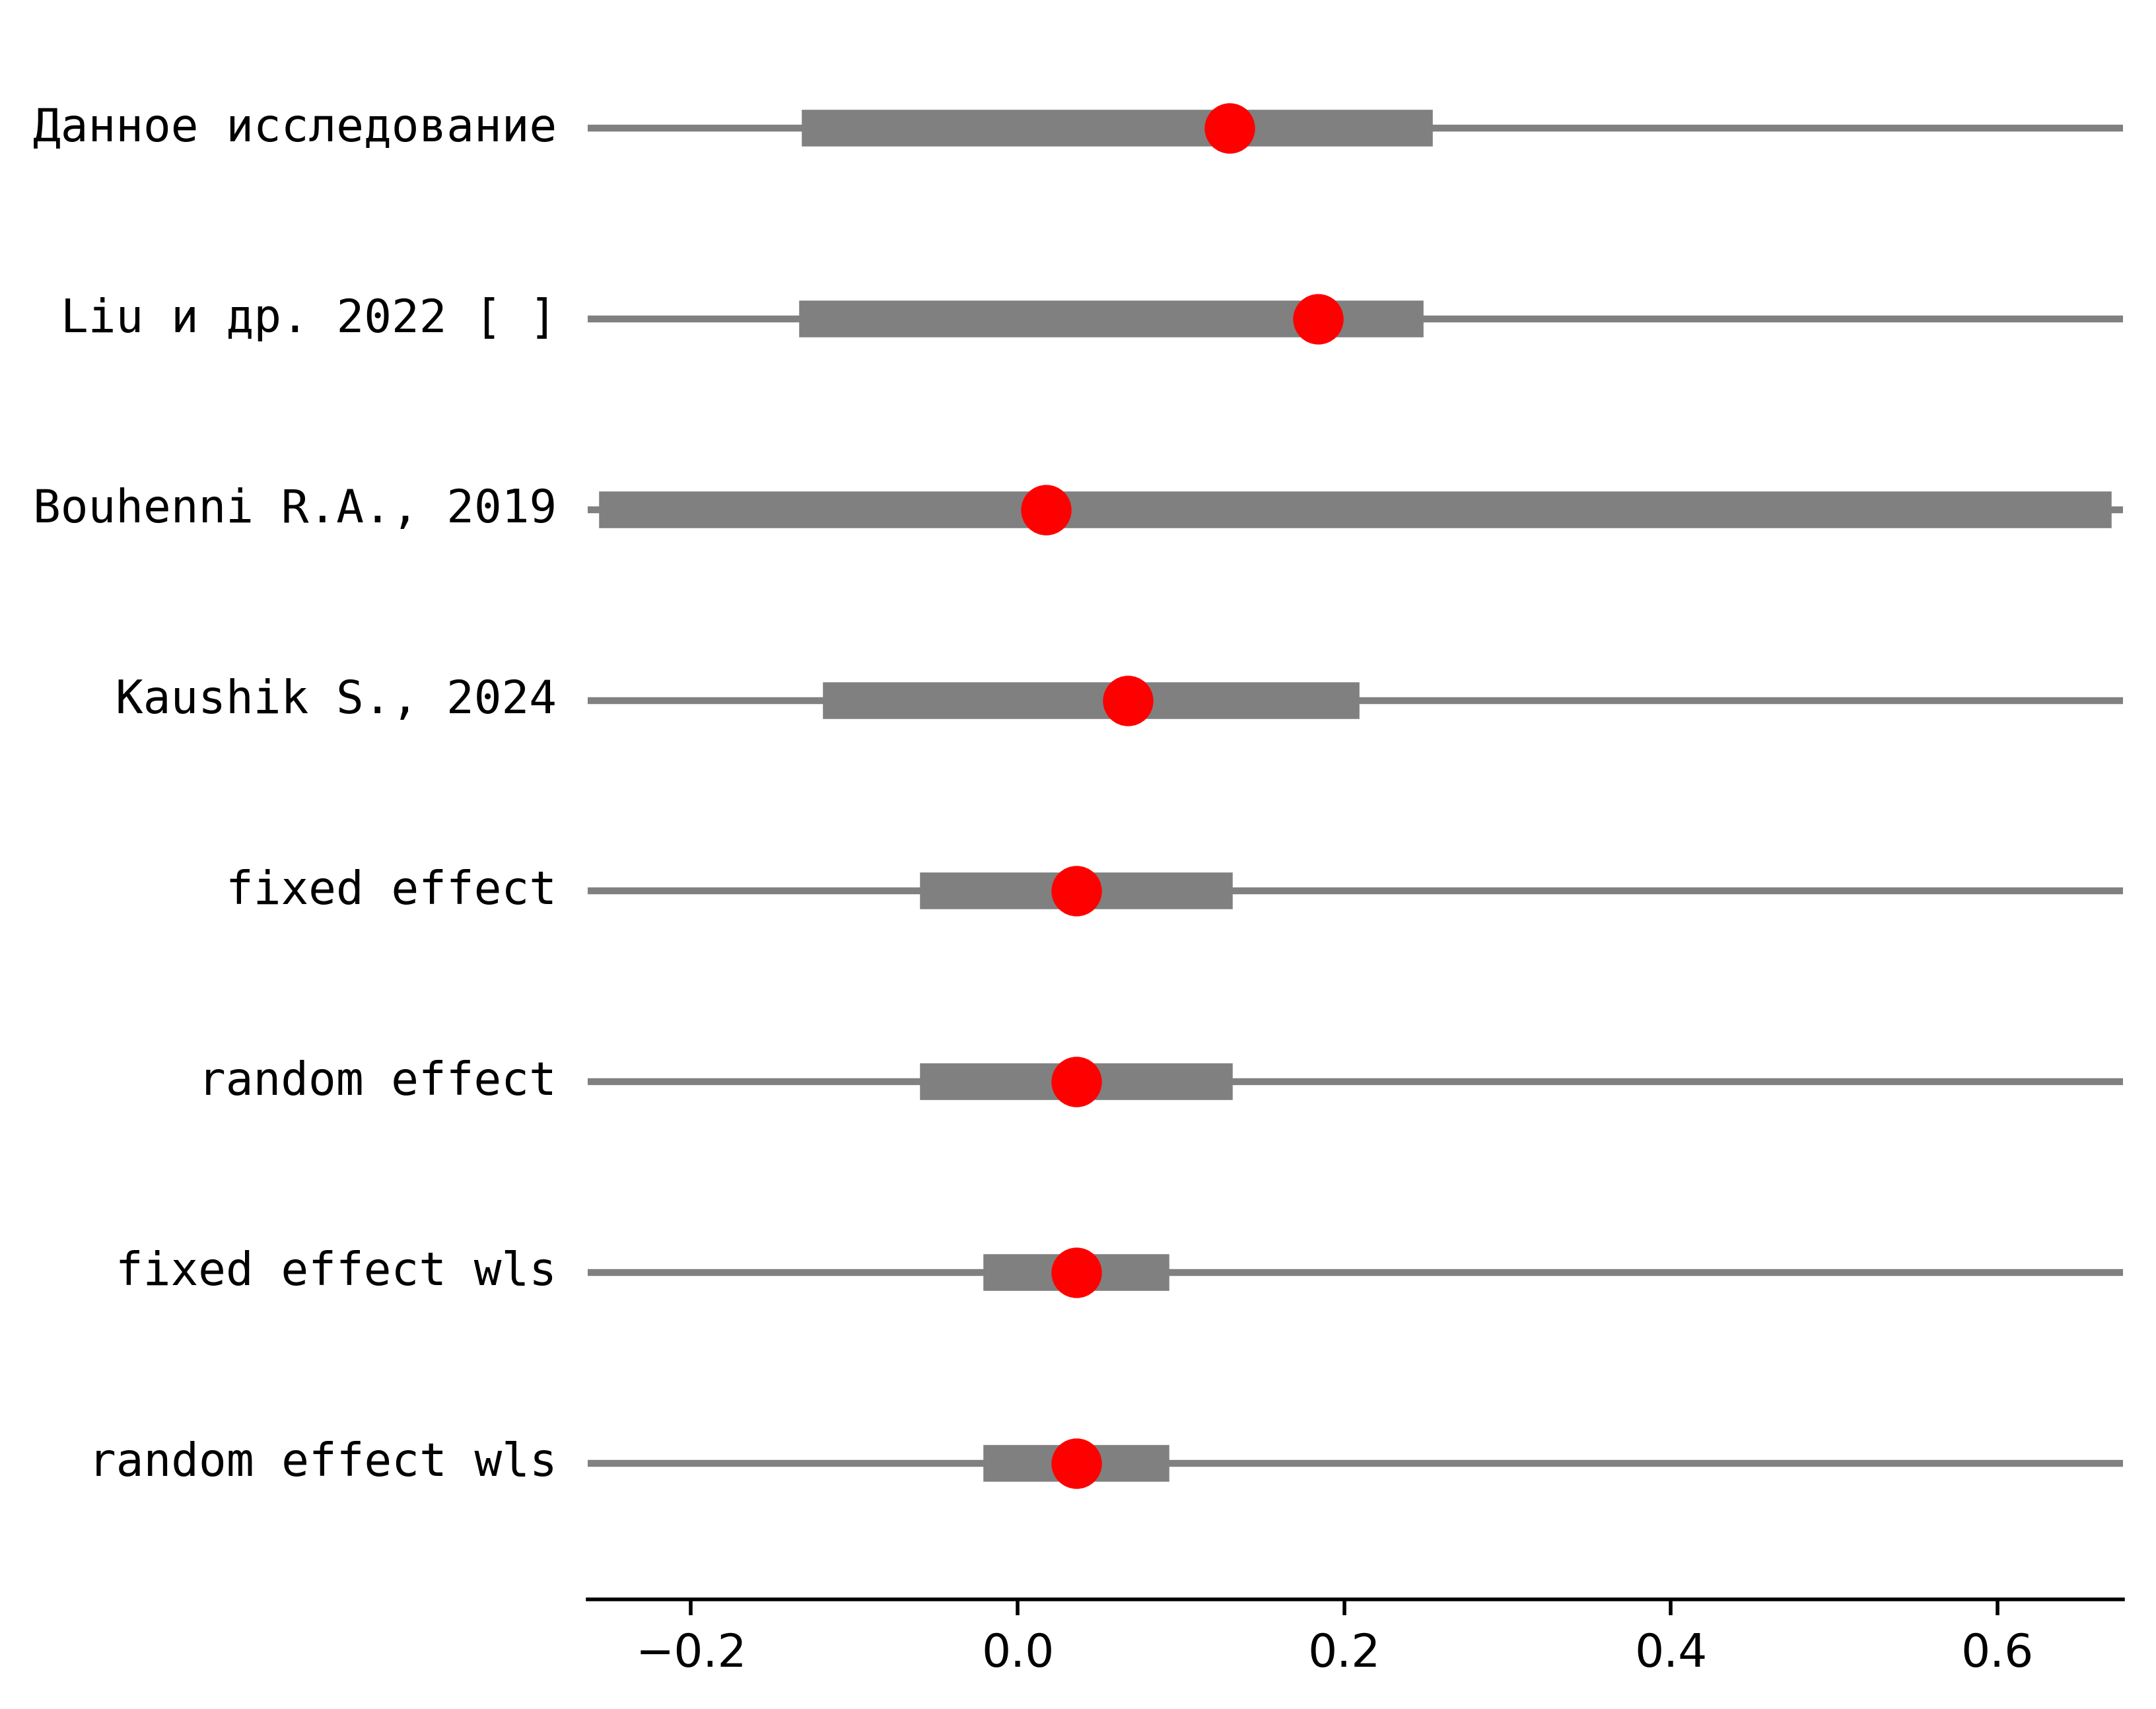 Данное исследование
Liu и др. 2022 [ ]
Bouhenni R.A., 2019
Kaushik S., 2024
fixed effect
random effect
fixed effect wls
random effect wls
−0.2 0.0 0.2 0.4 0.6